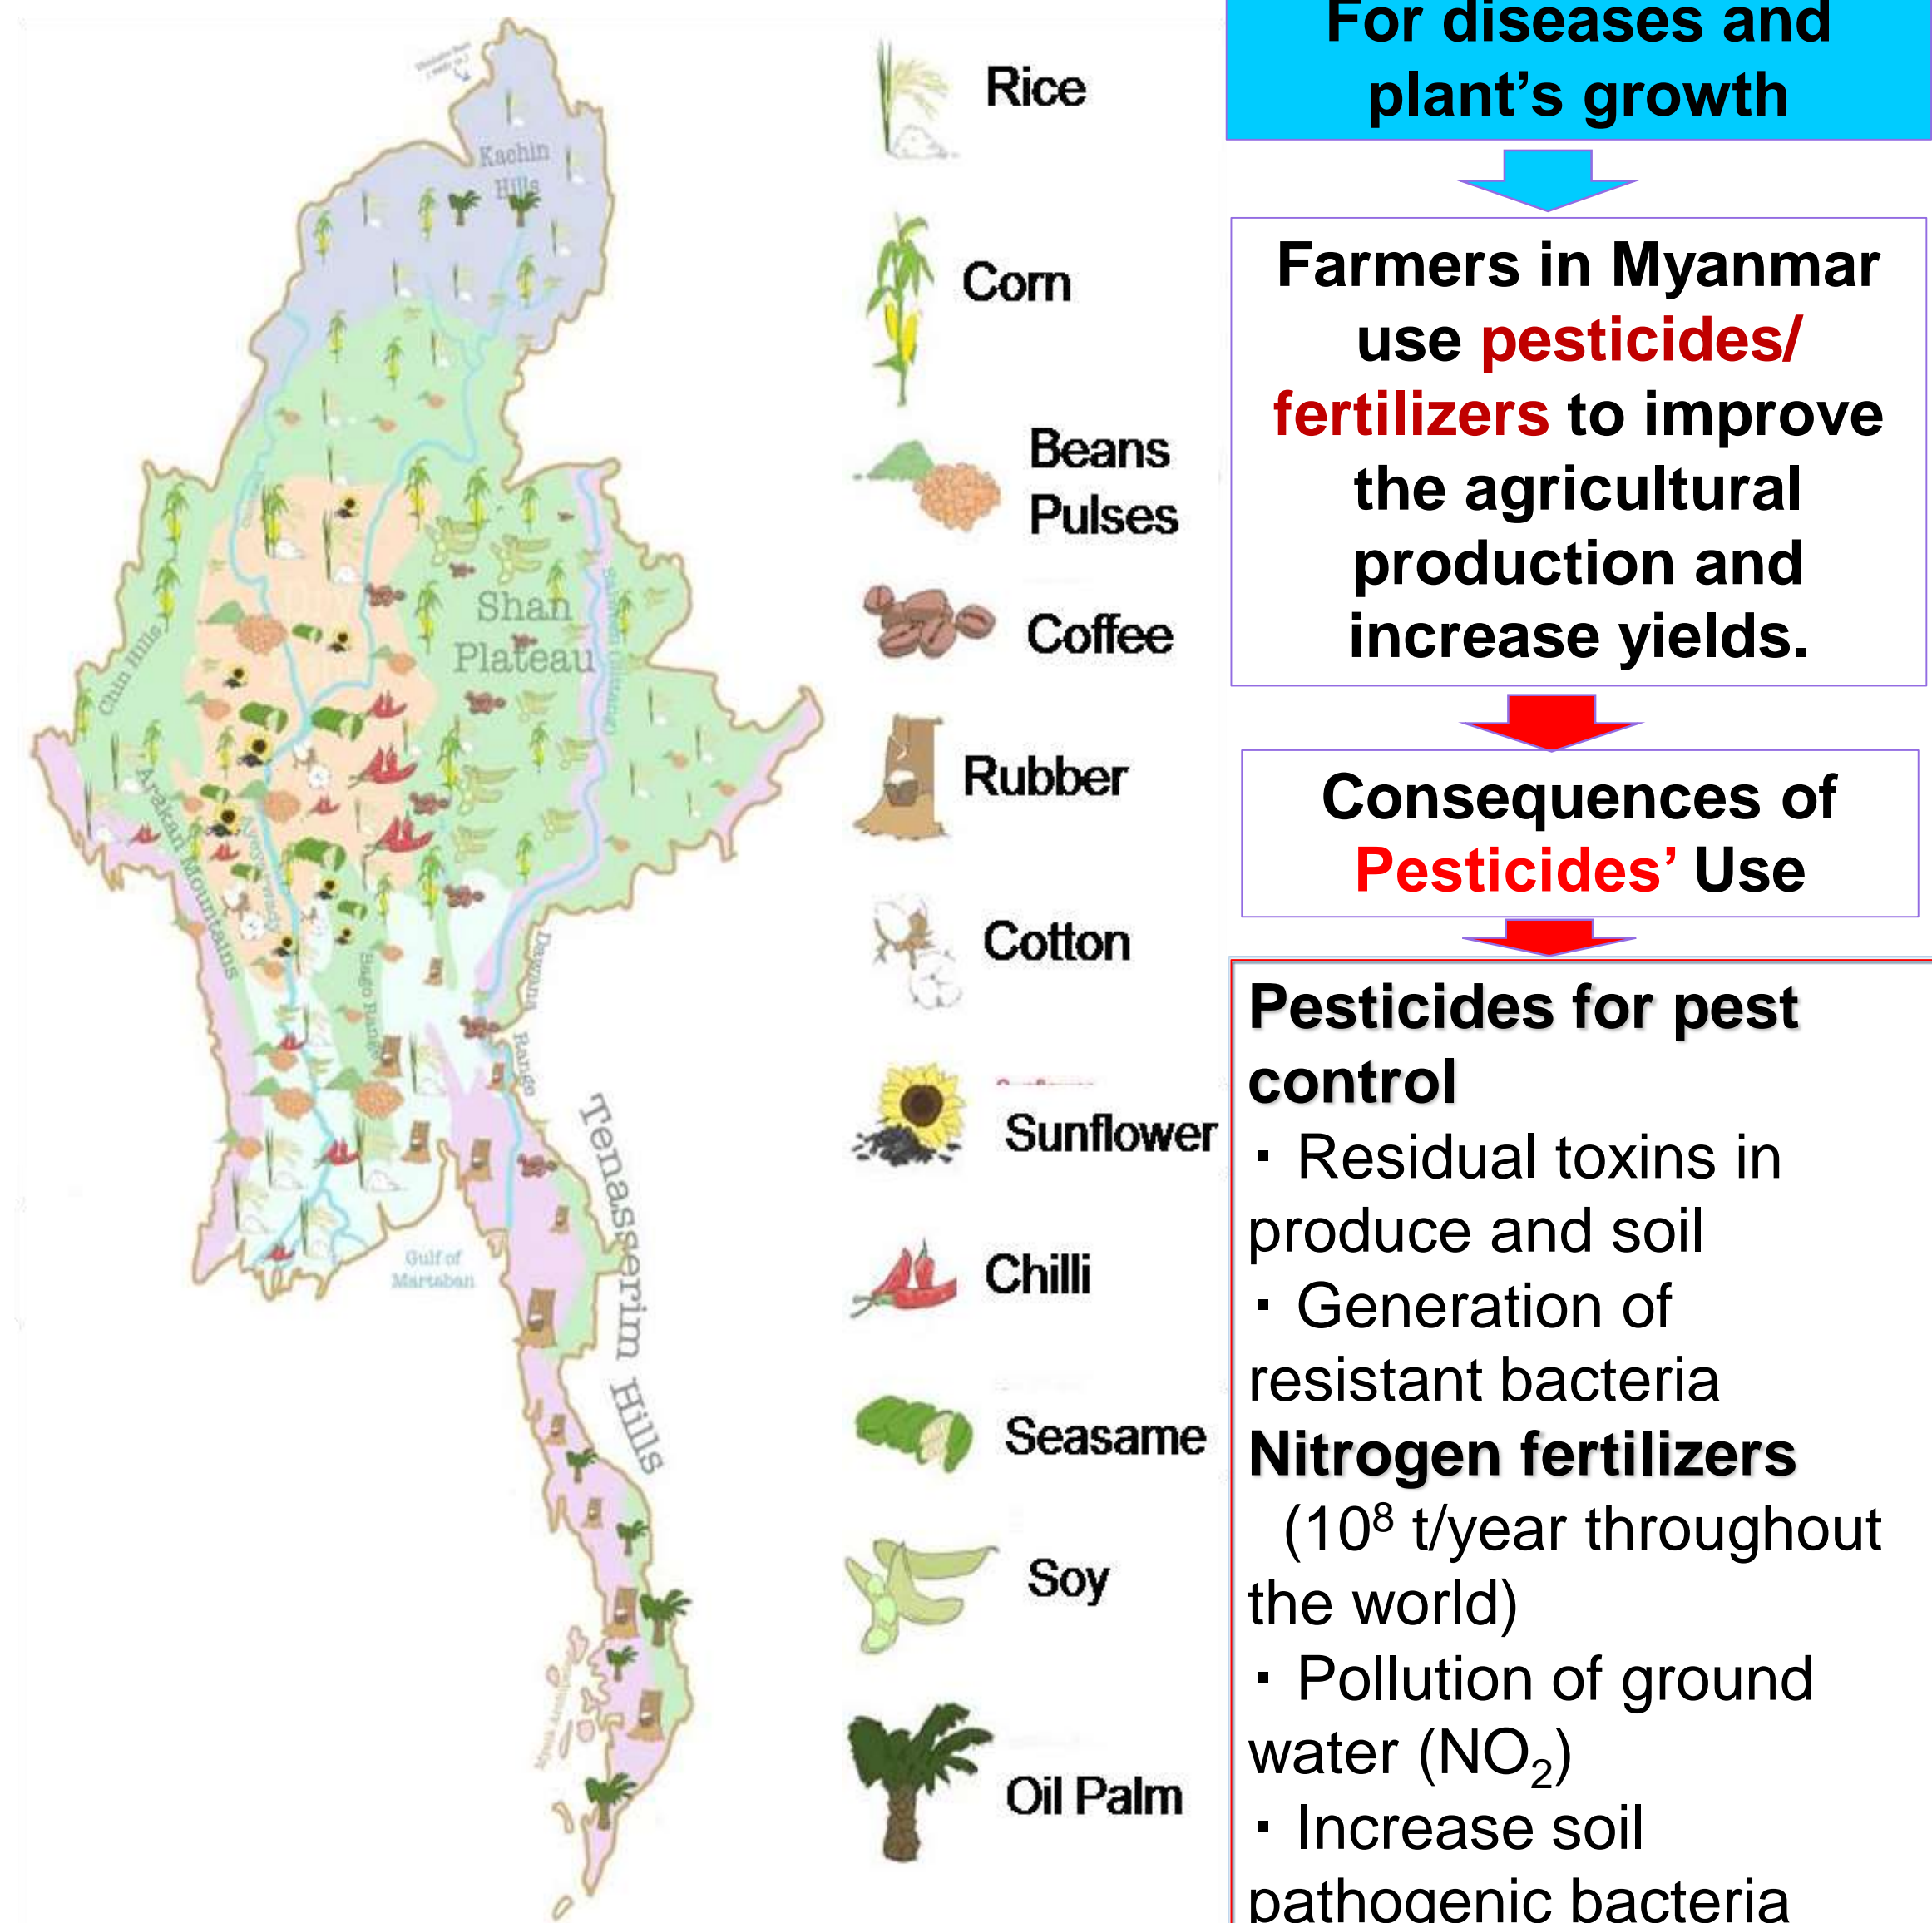 Kachin
Hills
Shan
Plateau
Chin Hills
Arakan Mountains
Bago Range
Dawna
Range
Tenasserim Hills
Gulf of
Martaban
Rice
Corn
Beans
Pulses
Coffee
Rubber
Cotton
Sunflower
Chilli
Seasame
Soy
Oil Palm
For diseases and
plant’s growth
Farmers in Myanmar
use pesticides/
fertilizers to improve
the agricultural
production and
increase yields.
Consequences of
Pesticides’ Use
Pesticides for pest
control
▪ Residual toxins in
produce and soil
▪ Generation of
resistant bacteria
Nitrogen fertilizers
(10⁸ t/year throughout
the world)
▪ Pollution of ground
water (NO₂)
▪ Increase soil
pathogenic bacteria